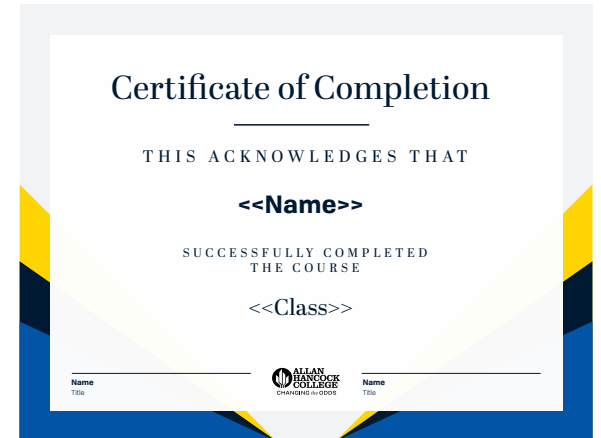 Certificate of Completion
THIS ACKNOWLEDGES THAT
<<Name>>
SUCCESSFULLY COMPLETED
THE COURSE
<<Class>>
ALLAN
HANCOCK
COLLEGE
CHANGING the ODDS
Name
Title
Name
Title